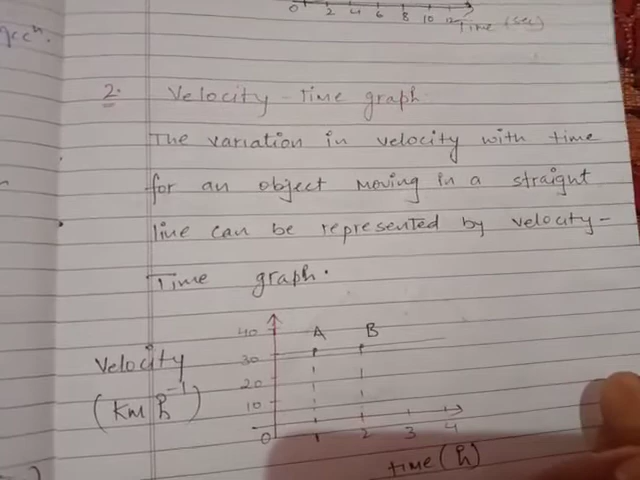 0 2 4 6 8 10 12
Time (sec)
2. Velocity - time graph
The variation in velocity with time
for an object moving in a straignt
line can be represented by velocity -
Time graph.
40 A B
30
20
10
0 1 2 3 4
Velocity
(Km h⁻¹)
time (h)